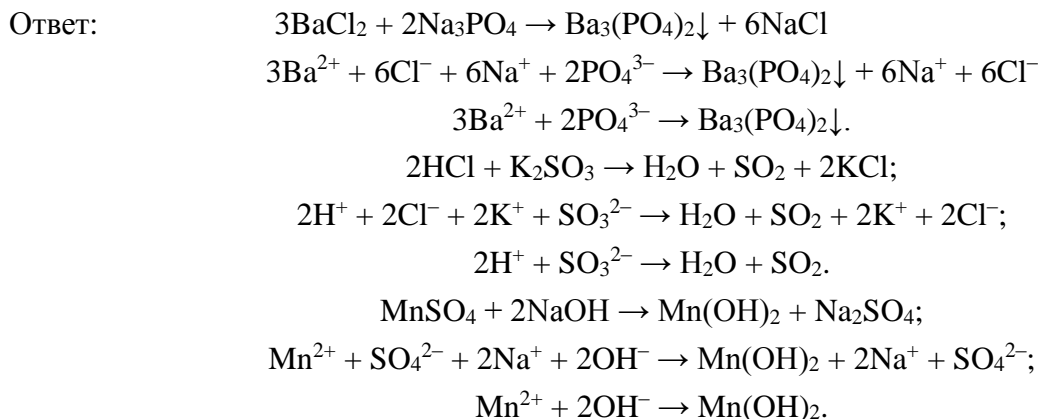 Ответ: 3BaCl₂ + 2Na₃PO₄ → Ba₃(PO₄)₂↓ + 6NaCl
3Ba²⁺ + 6Cl⁻ + 6Na⁺ + 2PO₄³⁻ → Ba₃(PO₄)₂↓ + 6Na⁺ + 6Cl⁻
3Ba²⁺ + 2PO₄³⁻ → Ba₃(PO₄)₂↓.
2HCl + K₂SO₃ → H₂O + SO₂ + 2KCl;
2H⁺ + 2Cl⁻ + 2K⁺ + SO₃²⁻ → H₂O + SO₂ + 2K⁺ + 2Cl⁻;
2H⁺ + SO₃²⁻ → H₂O + SO₂.
MnSO₄ + 2NaOH → Mn(OH)₂ + Na₂SO₄;
Mn²⁺ + SO₄²⁻ + 2Na⁺ + 2OH⁻ → Mn(OH)₂ + 2Na⁺ + SO₄²⁻;
Mn²⁺ + 2OH⁻ → Mn(OH)₂.